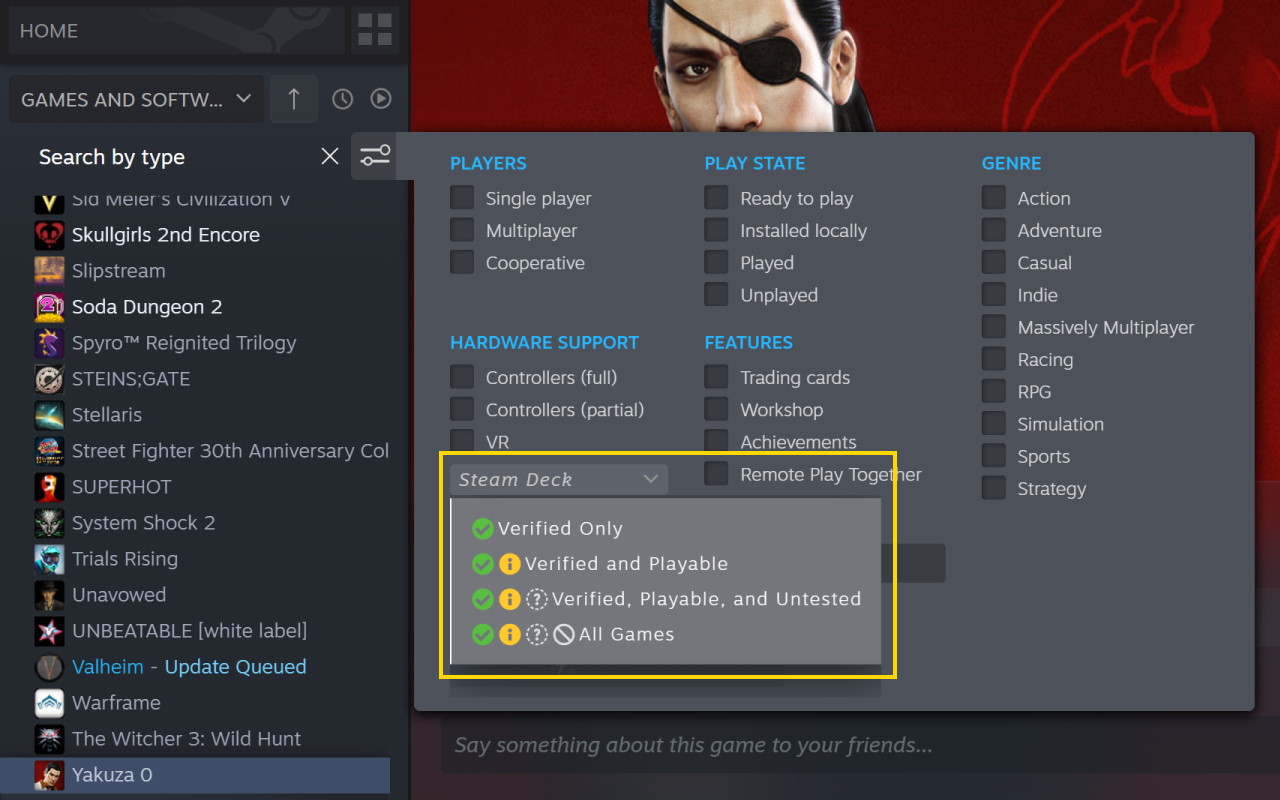 HOME
GAMES AND SOFTW...
Search by type
Sid Meier's Civilization V
Skullgirls 2nd Encore
Slipstream
Soda Dungeon 2
Spyro™ Reignited Trilogy
STEINS;GATE
Stellaris
Street Fighter 30th Anniversary Col
SUPERHOT
System Shock 2
Trials Rising
Unavowed
UNBEATABLE [white label]
Valheim - Update Queued
Warframe
The Witcher 3: Wild Hunt
Yakuza 0
PLAYERS
Single player
Multiplayer
Cooperative
PLAY STATE
Ready to play
Installed locally
Played
Unplayed
GENRE
Action
Adventure
Casual
Indie
Massively Multiplayer
Racing
RPG
Simulation
Sports
Strategy
HARDWARE SUPPORT
Controllers (full)
Controllers (partial)
VR
FEATURES
Trading cards
Workshop
Achievements
Remote Play Together
Steam Deck
Verified Only
Verified and Playable
Verified, Playable, and Untested
All Games
Say something about this game to your friends...